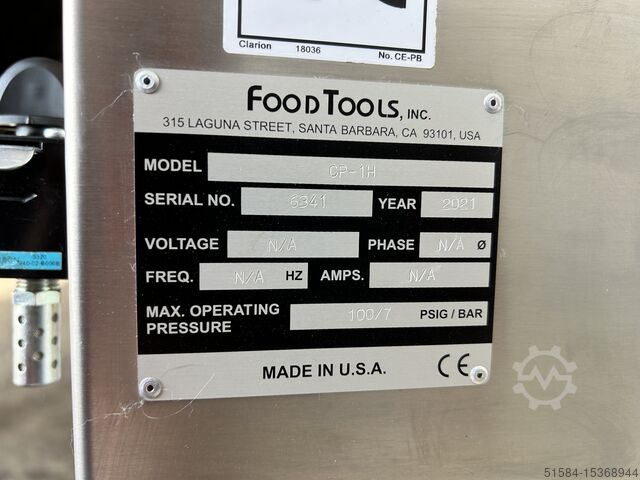 Clarion 18036 No. CE-PB
FOODTOOLS, INC.
315 LAGUNA STREET, SANTA BARBARA, CA 93101, USA
MODEL CP-1H
SERIAL NO. 6341 YEAR 2021
VOLTAGE N/A PHASE N/A Ø
FREQ. N/A HZ AMPS. N/A
MAX. OPERATING
PRESSURE 100/7 PSIG / BAR
MADE IN U.S.A. CE
51584-15368944